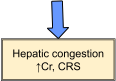 Hepatic congestion
↑Cr, CRS